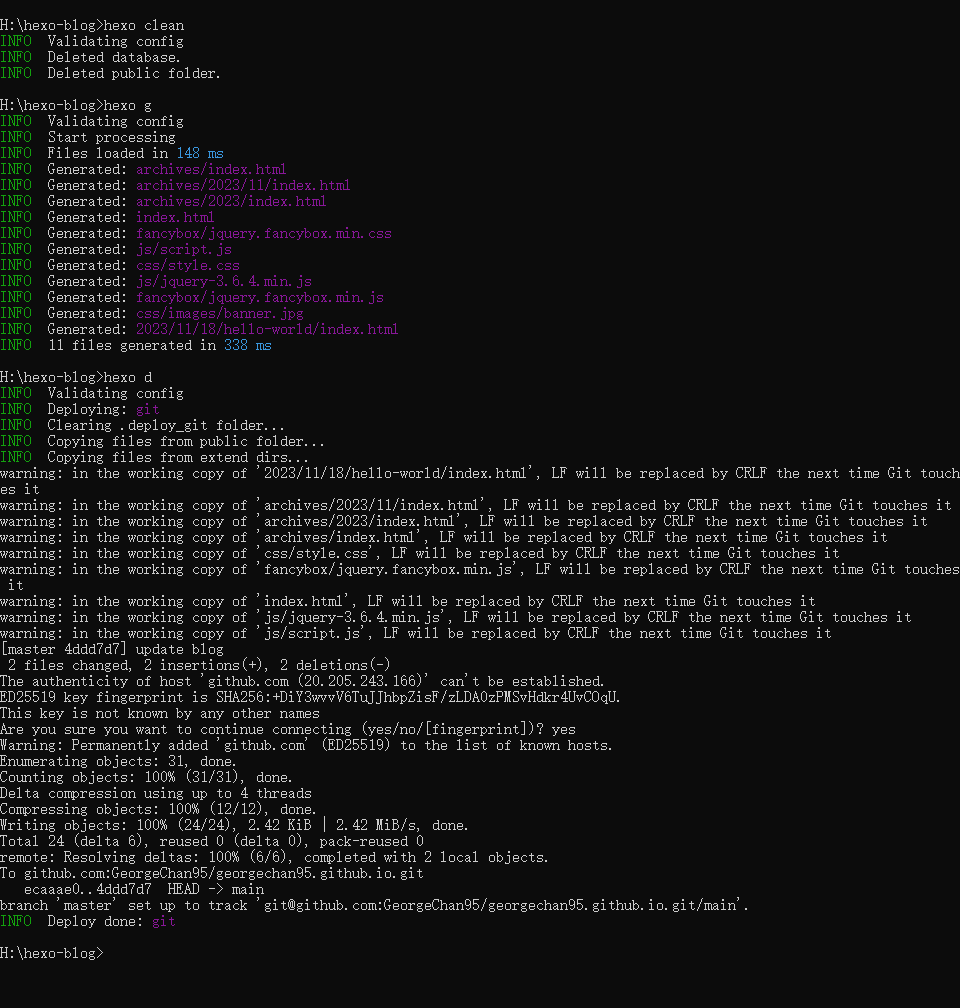 H:\hexo-blog>hexo clean
INFO  Validating config
INFO  Deleted database.
INFO  Deleted public folder.
H:\hexo-blog>hexo g
INFO  Validating config
INFO  Start processing
INFO  Files loaded in 148 ms
INFO  Generated: archives/index.html
INFO  Generated: archives/2023/11/index.html
INFO  Generated: archives/2023/index.html
INFO  Generated: index.html
INFO  Generated: fancybox/jquery.fancybox.min.css
INFO  Generated: js/script.js
INFO  Generated: css/style.css
INFO  Generated: js/jquery-3.6.4.min.js
INFO  Generated: fancybox/jquery.fancybox.min.js
INFO  Generated: css/images/banner.jpg
INFO  Generated: 2023/11/18/hello-world/index.html
INFO  11 files generated in 338 ms
H:\hexo-blog>hexo d
INFO  Validating config
INFO  Deploying: git
INFO  Clearing .deploy_git folder...
INFO  Copying files from public folder...
INFO  Copying files from extend dirs...
warning: in the working copy of '2023/11/18/hello-world/index.html', LF will be replaced by CRLF the next time Git touch
es it
warning: in the working copy of 'archives/2023/11/index.html', LF will be replaced by CRLF the next time Git touches it
warning: in the working copy of 'archives/2023/index.html', LF will be replaced by CRLF the next time Git touches it
warning: in the working copy of 'archives/index.html', LF will be replaced by CRLF the next time Git touches it
warning: in the working copy of 'css/style.css', LF will be replaced by CRLF the next time Git touches it
warning: in the working copy of 'fancybox/jquery.fancybox.min.js', LF will be replaced by CRLF the next time Git touches
 it
warning: in the working copy of 'index.html', LF will be replaced by CRLF the next time Git touches it
warning: in the working copy of 'js/jquery-3.6.4.min.js', LF will be replaced by CRLF the next time Git touches it
warning: in the working copy of 'js/script.js', LF will be replaced by CRLF the next time Git touches it
[master 4ddd7d7] update blog
 2 files changed, 2 insertions(+), 2 deletions(-)
The authenticity of host 'github.com (20.205.243.166)' can't be established.
ED25519 key fingerprint is SHA256:+DiY3wvvV6TuJJhbpZisF/zLDA0zPMSvHdkr4UvCOqU.
This key is not known by any other names
Are you sure you want to continue connecting (yes/no/[fingerprint])? yes
Warning: Permanently added 'github.com' (ED25519) to the list of known hosts.
Enumerating objects: 31, done.
Counting objects: 100% (31/31), done.
Delta compression using up to 4 threads
Compressing objects: 100% (12/12), done.
Writing objects: 100% (24/24), 2.42 KiB | 2.42 MiB/s, done.
Total 24 (delta 6), reused 0 (delta 0), pack-reused 0
remote: Resolving deltas: 100% (6/6), completed with 2 local objects.
To github.com:GeorgeChan95/georgechan95.github.io.git
   ecaaae0..4ddd7d7  HEAD -> main
branch 'master' set up to track 'git@github.com:GeorgeChan95/georgechan95.github.io.git/main'.
INFO  Deploy done: git
H:\hexo-blog>